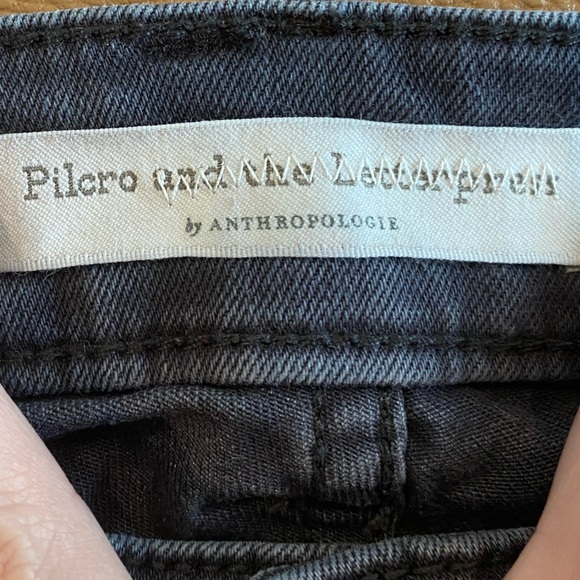 Pilcro and the Letterpress
by ANTHROPOLOGIE